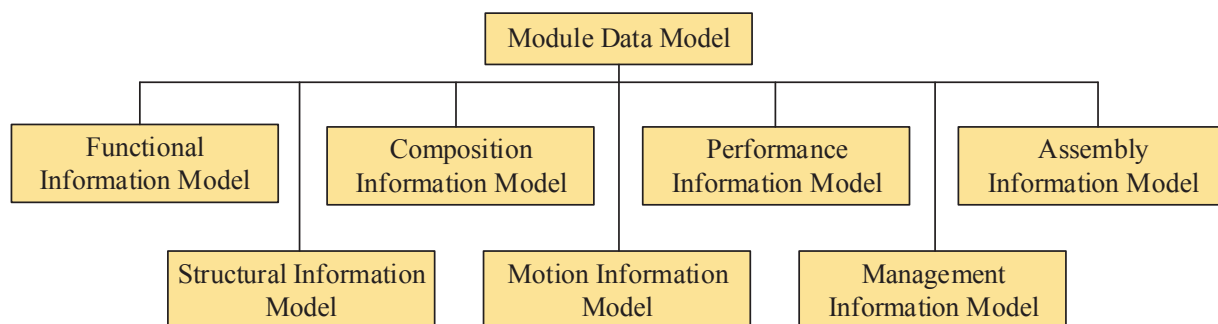 Module Data Model
Functional
Information Model
Composition
Information Model
Performance
Information Model
Assembly
Information Model
Structural Information
Model
Motion Information
Model
Management
Information Model